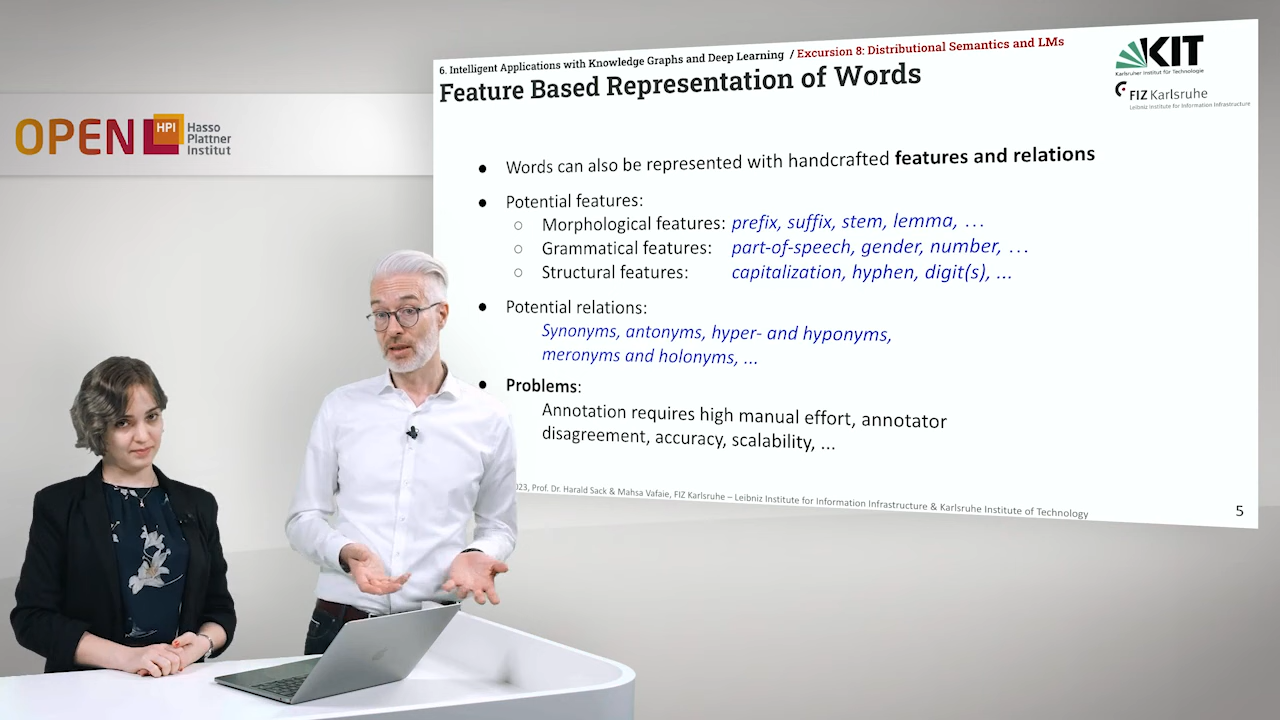 OPEN HPI Hasso
Plattner
Institut
6. Intelligent Applications with Knowledge Graphs and Deep Learning / Excursion 8: Distributional Semantics and LMs
Feature Based Representation of Words
KIT
Karlsruher Institut für Technologie
FIZ Karlsruhe
Leibniz Institute for Information Infrastructure
● Words can also be represented with handcrafted features and relations
● Potential features:
○ Morphological features: prefix, suffix, stem, lemma, …
○ Grammatical features: part-of-speech, gender, number, …
○ Structural features: capitalization, hyphen, digit(s), ...
● Potential relations:
Synonyms, antonyms, hyper- and hyponyms,
meronyms and holonyms, ...
● Problems:
Annotation requires high manual effort, annotator
disagreement, accuracy, scalability, ...
Prof. Dr. Harald Sack & Mahsa Vafaie, FIZ Karlsruhe – Leibniz Institute for Information Infrastructure & Karlsruhe Institute of Technology
5